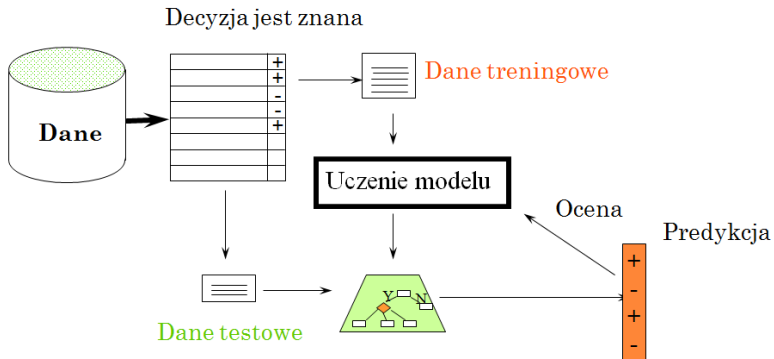 Decyzja jest znana
Dane
+
+
-
-
+
Dane treningowe
Uczenie modelu
Ocena
Predykcja
+
-
+
-
Y
N
Dane testowe